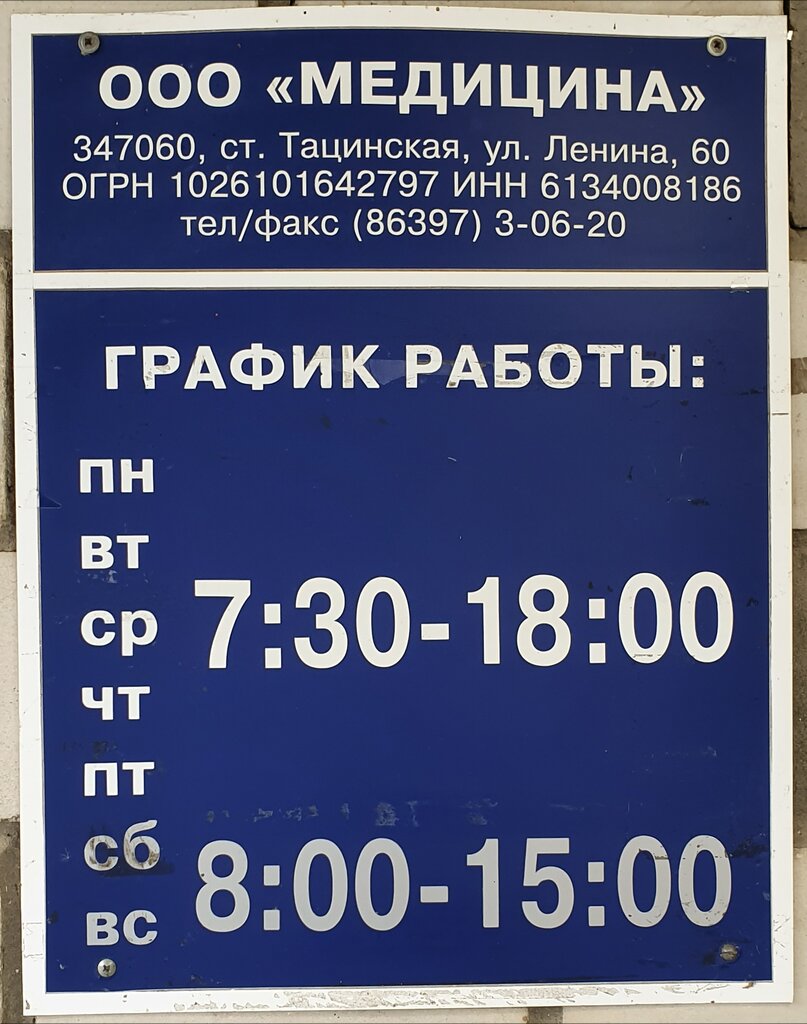 ООО «МЕДИЦИНА»
347060, ст. Тацинская, ул. Ленина, 60
ОГРН 1026101642797 ИНН 6134008186
тел/факс (86397) 3-06-20
ГРАФИК РАБОТЫ:
пн
вт
ср 7:30-18:00
чт
пт
сб
8:00-15:00
вс